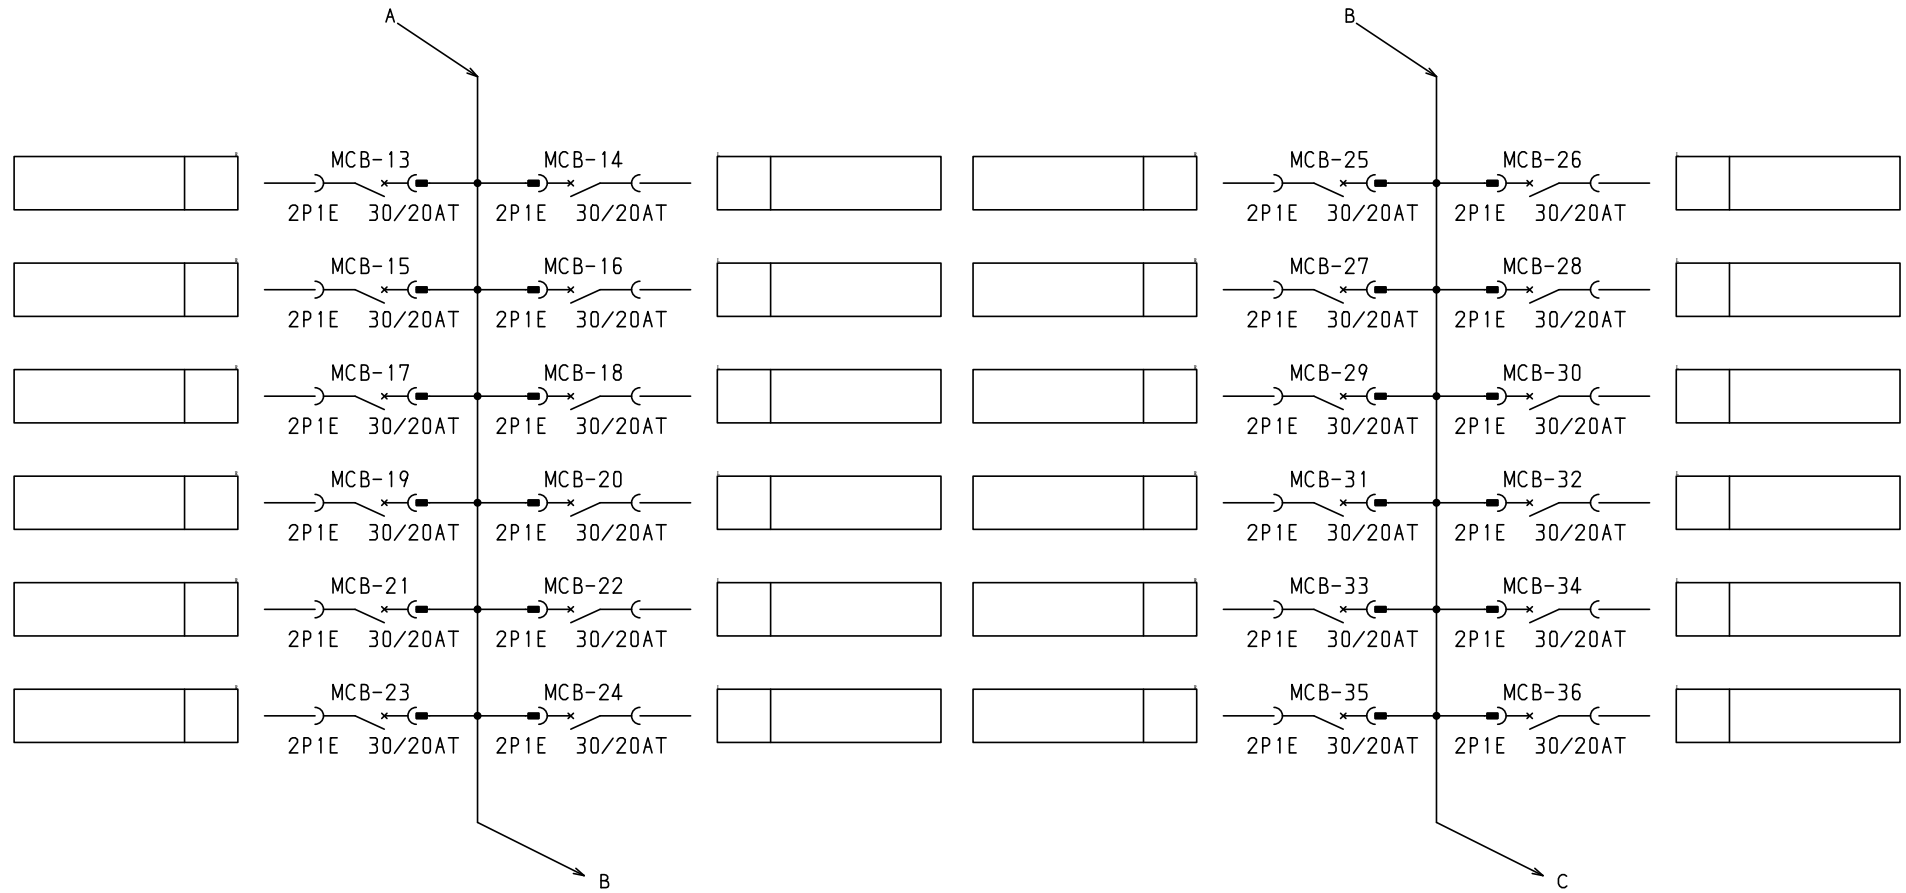 A B
MCB-13 MCB-14 MCB-25 MCB-26
2P1E 30/20AT 2P1E 30/20AT 2P1E 30/20AT 2P1E 30/20AT
MCB-15 MCB-16 MCB-27 MCB-28
2P1E 30/20AT 2P1E 30/20AT 2P1E 30/20AT 2P1E 30/20AT
MCB-17 MCB-18 MCB-29 MCB-30
2P1E 30/20AT 2P1E 30/20AT 2P1E 30/20AT 2P1E 30/20AT
MCB-19 MCB-20 MCB-31 MCB-32
2P1E 30/20AT 2P1E 30/20AT 2P1E 30/20AT 2P1E 30/20AT
MCB-21 MCB-22 MCB-33 MCB-34
2P1E 30/20AT 2P1E 30/20AT 2P1E 30/20AT 2P1E 30/20AT
MCB-23 MCB-24 MCB-35 MCB-36
2P1E 30/20AT 2P1E 30/20AT 2P1E 30/20AT 2P1E 30/20AT
B C